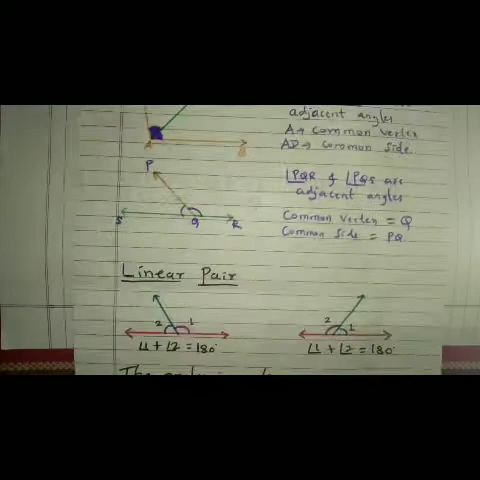 adjacent angles
A → common vertex
AD → common side.
A
B
P
∠PQR & ∠PQS are
adjacent angles
S
Q
R
Common vertex = Q
Common side = PQ.
Linear Pair
2 1
2 1
∠1 + ∠2 = 180°
∠1 + ∠2 = 180°